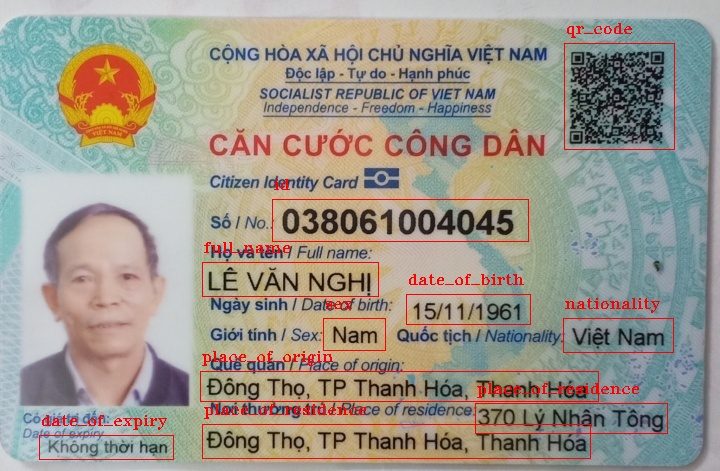 qr_code
CỘNG HÒA XÃ HỘI CHỦ NGHĨA VIỆT NAM
Độc lập - Tự do - Hạnh phúc
SOCIALIST REPUBLIC OF VIET NAM
Independence - Freedom - Happiness
CĂN CƯỚC CÔNG DÂN
Citizen Identity Card
id
Số / No.: 038061004045
full_name
Họ và tên / Full name:
LÊ VĂN NGHỊ
date_of_birth
Ngày sinh / Date of birth: 15/11/1961
sex
nationality
Giới tính / Sex: Nam Quốc tịch / Nationality: Việt Nam
place_of_origin
Quê quán / Place of origin:
Đông Thọ, TP Thanh Hóa, Thanh Hóa
place_of_residence
place_of_residence
Nơi thường trú / Place of residence: 370 Lý Nhân Tông
Đông Thọ, TP Thanh Hóa, Thanh Hóa
Có giá trị đến:
date_of_expiry
Date of expiry
Không thời hạn
VIỆT NAM